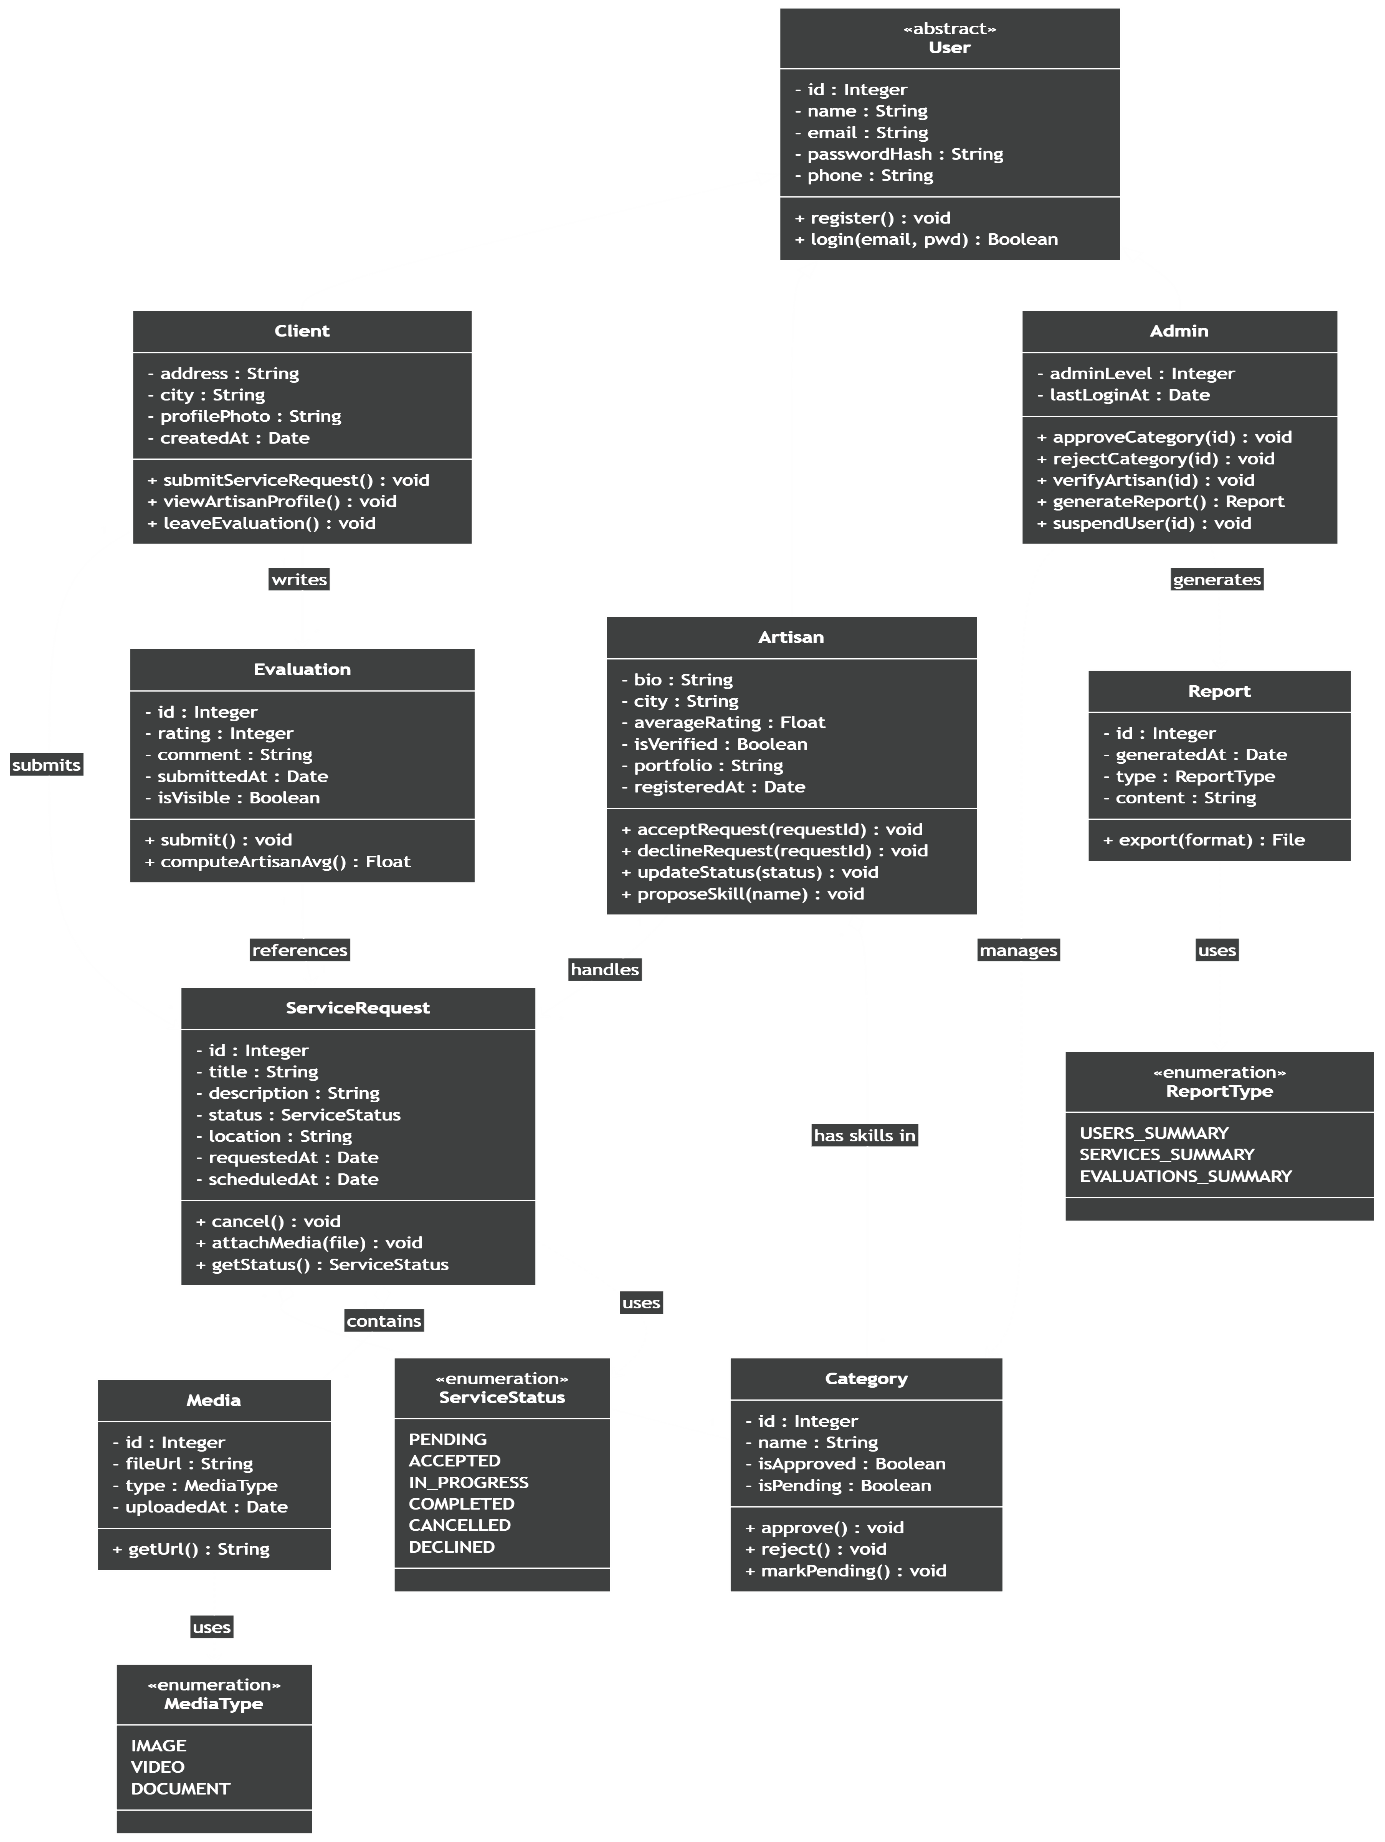 «abstract»
User
- id : Integer
- name : String
- email : String
- passwordHash : String
- phone : String
+ register() : void
+ login(email, pwd) : Boolean
Client
- address : String
- city : String
- profilePhoto : String
- createdAt : Date
+ submitServiceRequest() : void
+ viewArtisanProfile() : void
+ leaveEvaluation() : void
Admin
- adminLevel : Integer
- lastLoginAt : Date
+ approveCategory(id) : void
+ rejectCategory(id) : void
+ verifyArtisan(id) : void
+ generateReport() : Report
+ suspendUser(id) : void
writes
generates
Evaluation
- id : Integer
- rating : Integer
- comment : String
- submittedAt : Date
- isVisible : Boolean
+ submit() : void
+ computeArtisanAvg() : Float
submits
Artisan
- bio : String
- city : String
- averageRating : Float
- isVerified : Boolean
- portfolio : String
- registeredAt : Date
+ acceptRequest(requestId) : void
+ declineRequest(requestId) : void
+ updateStatus(status) : void
+ proposeSkill(name) : void
Report
- id : Integer
- generatedAt : Date
- type : ReportType
- content : String
+ export(format) : File
references
handles
manages
uses
ServiceRequest
- id : Integer
- title : String
- description : String
- status : ServiceStatus
- location : String
- requestedAt : Date
- scheduledAt : Date
+ cancel() : void
+ attachMedia(file) : void
+ getStatus() : ServiceStatus
has skills in
«enumeration»
ReportType
USERS_SUMMARY
SERVICES_SUMMARY
EVALUATIONS_SUMMARY
contains
uses
Media
- id : Integer
- fileUrl : String
- type : MediaType
- uploadedAt : Date
+ getUrl() : String
«enumeration»
ServiceStatus
PENDING
ACCEPTED
IN_PROGRESS
COMPLETED
CANCELLED
DECLINED
Category
- id : Integer
- name : String
- isApproved : Boolean
- isPending : Boolean
+ approve() : void
+ reject() : void
+ markPending() : void
uses
«enumeration»
MediaType
IMAGE
VIDEO
DOCUMENT